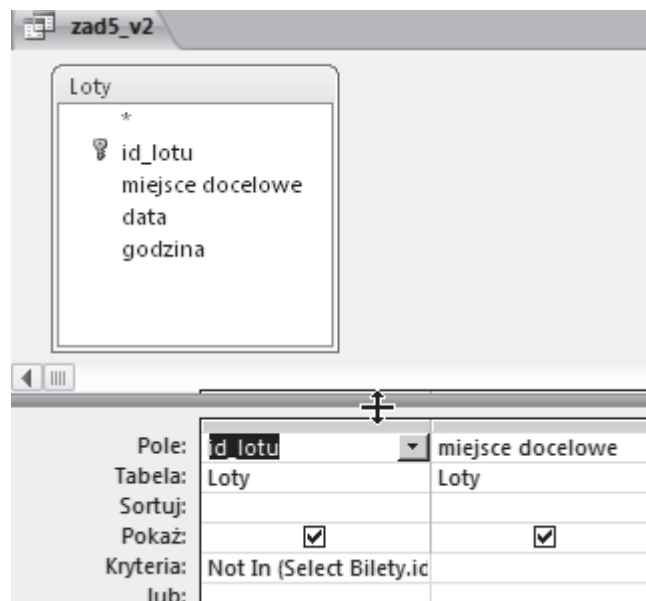 zad5_v2
Loty
*
id_lotu
miejsce docelowe
data
godzina
Pole: id_lotu miejsce docelowe
Tabela: Loty Loty
Sortuj:
Pokaż:
Kryteria: Not In (Select Bilety.id
lub: